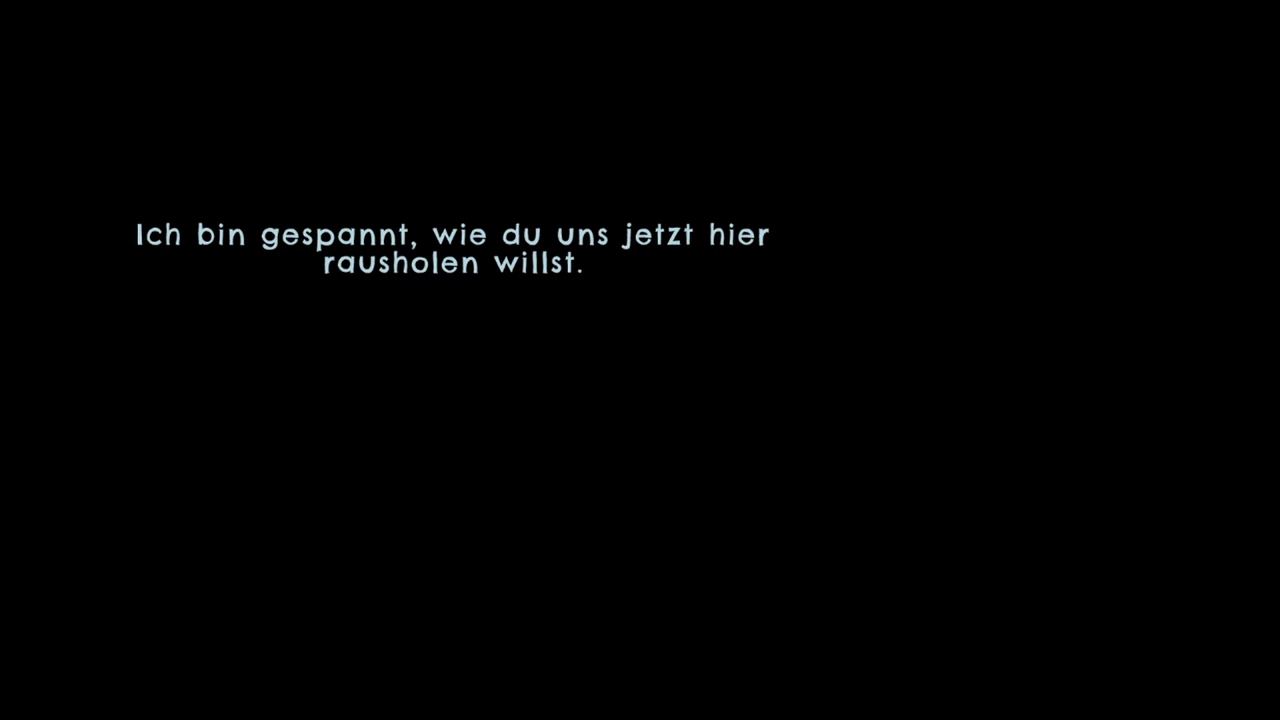 Ich bin gespannt, wie du uns jetzt hier
rausholen willst.